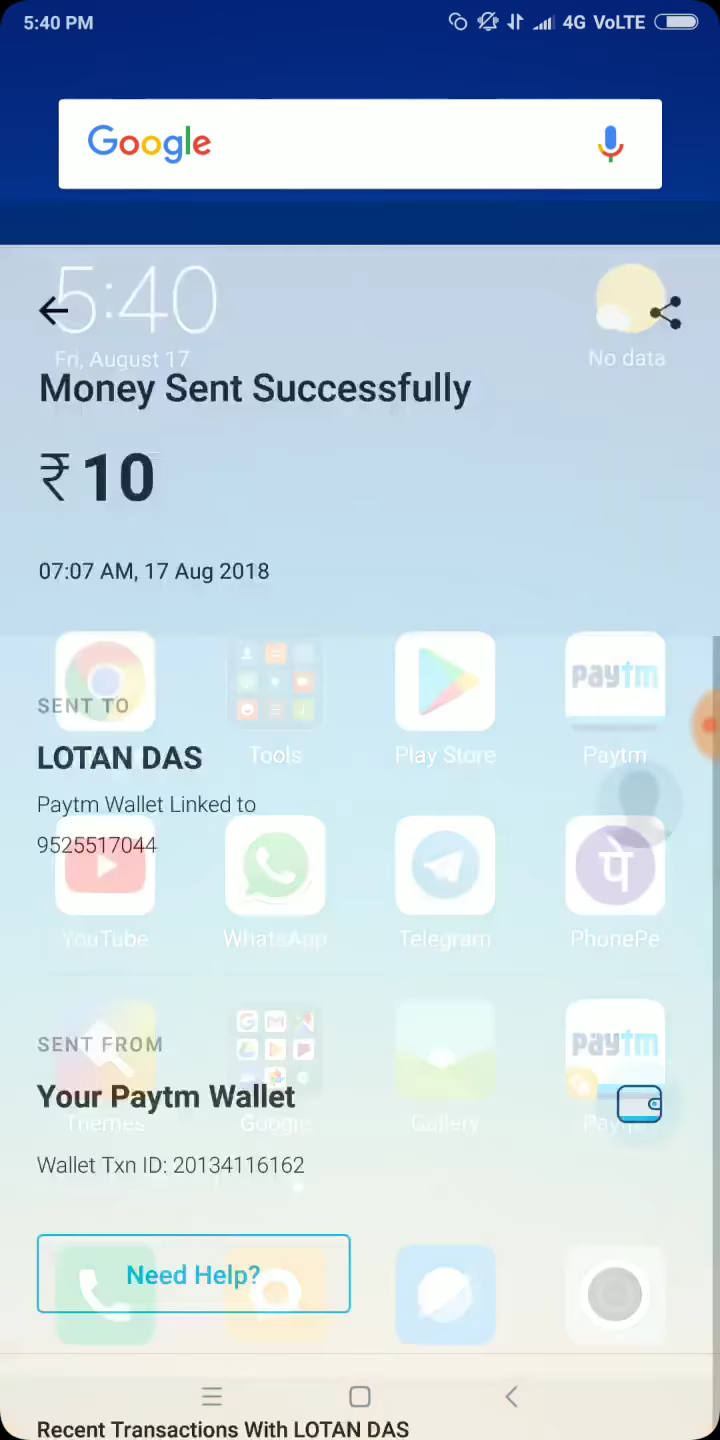 5:40 PM
4G VoLTE
Google
5:40
Fri, August 17
No data
Money Sent Successfully
₹ 10
07:07 AM, 17 Aug 2018
SENT TO
LOTAN DAS
Tools
Play Store
Paytm
paytm
Paytm Wallet Linked to
9525517044
पे
YouTube
WhatsApp
Telegram
PhonePe
SENT FROM
paytm
Your Paytm Wallet
Themes
Google
Gallery
Wallet Txn ID: 20134116162
Need Help?
Recent Transactions With LOTAN DAS